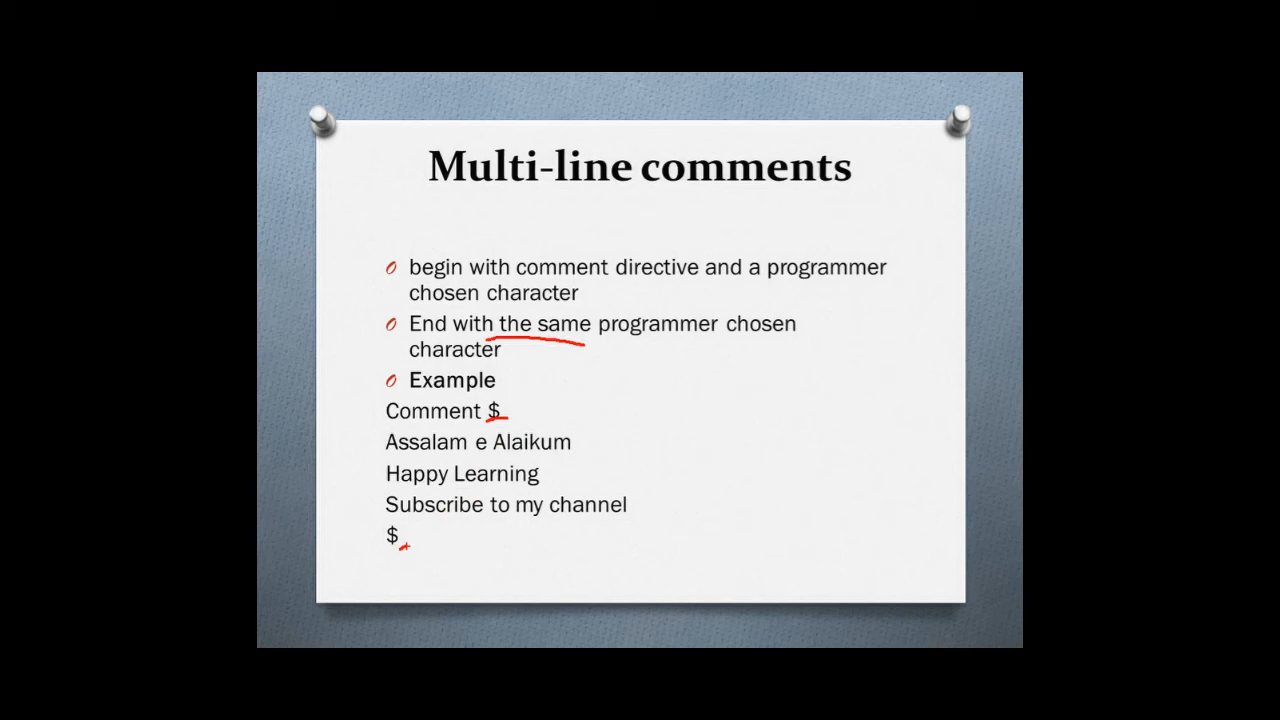 Multi-line comments
begin with comment directive and a programmer
chosen character
End with the same programmer chosen
character
Example
Comment $
Assalam e Alaikum
Happy Learning
Subscribe to my channel
$